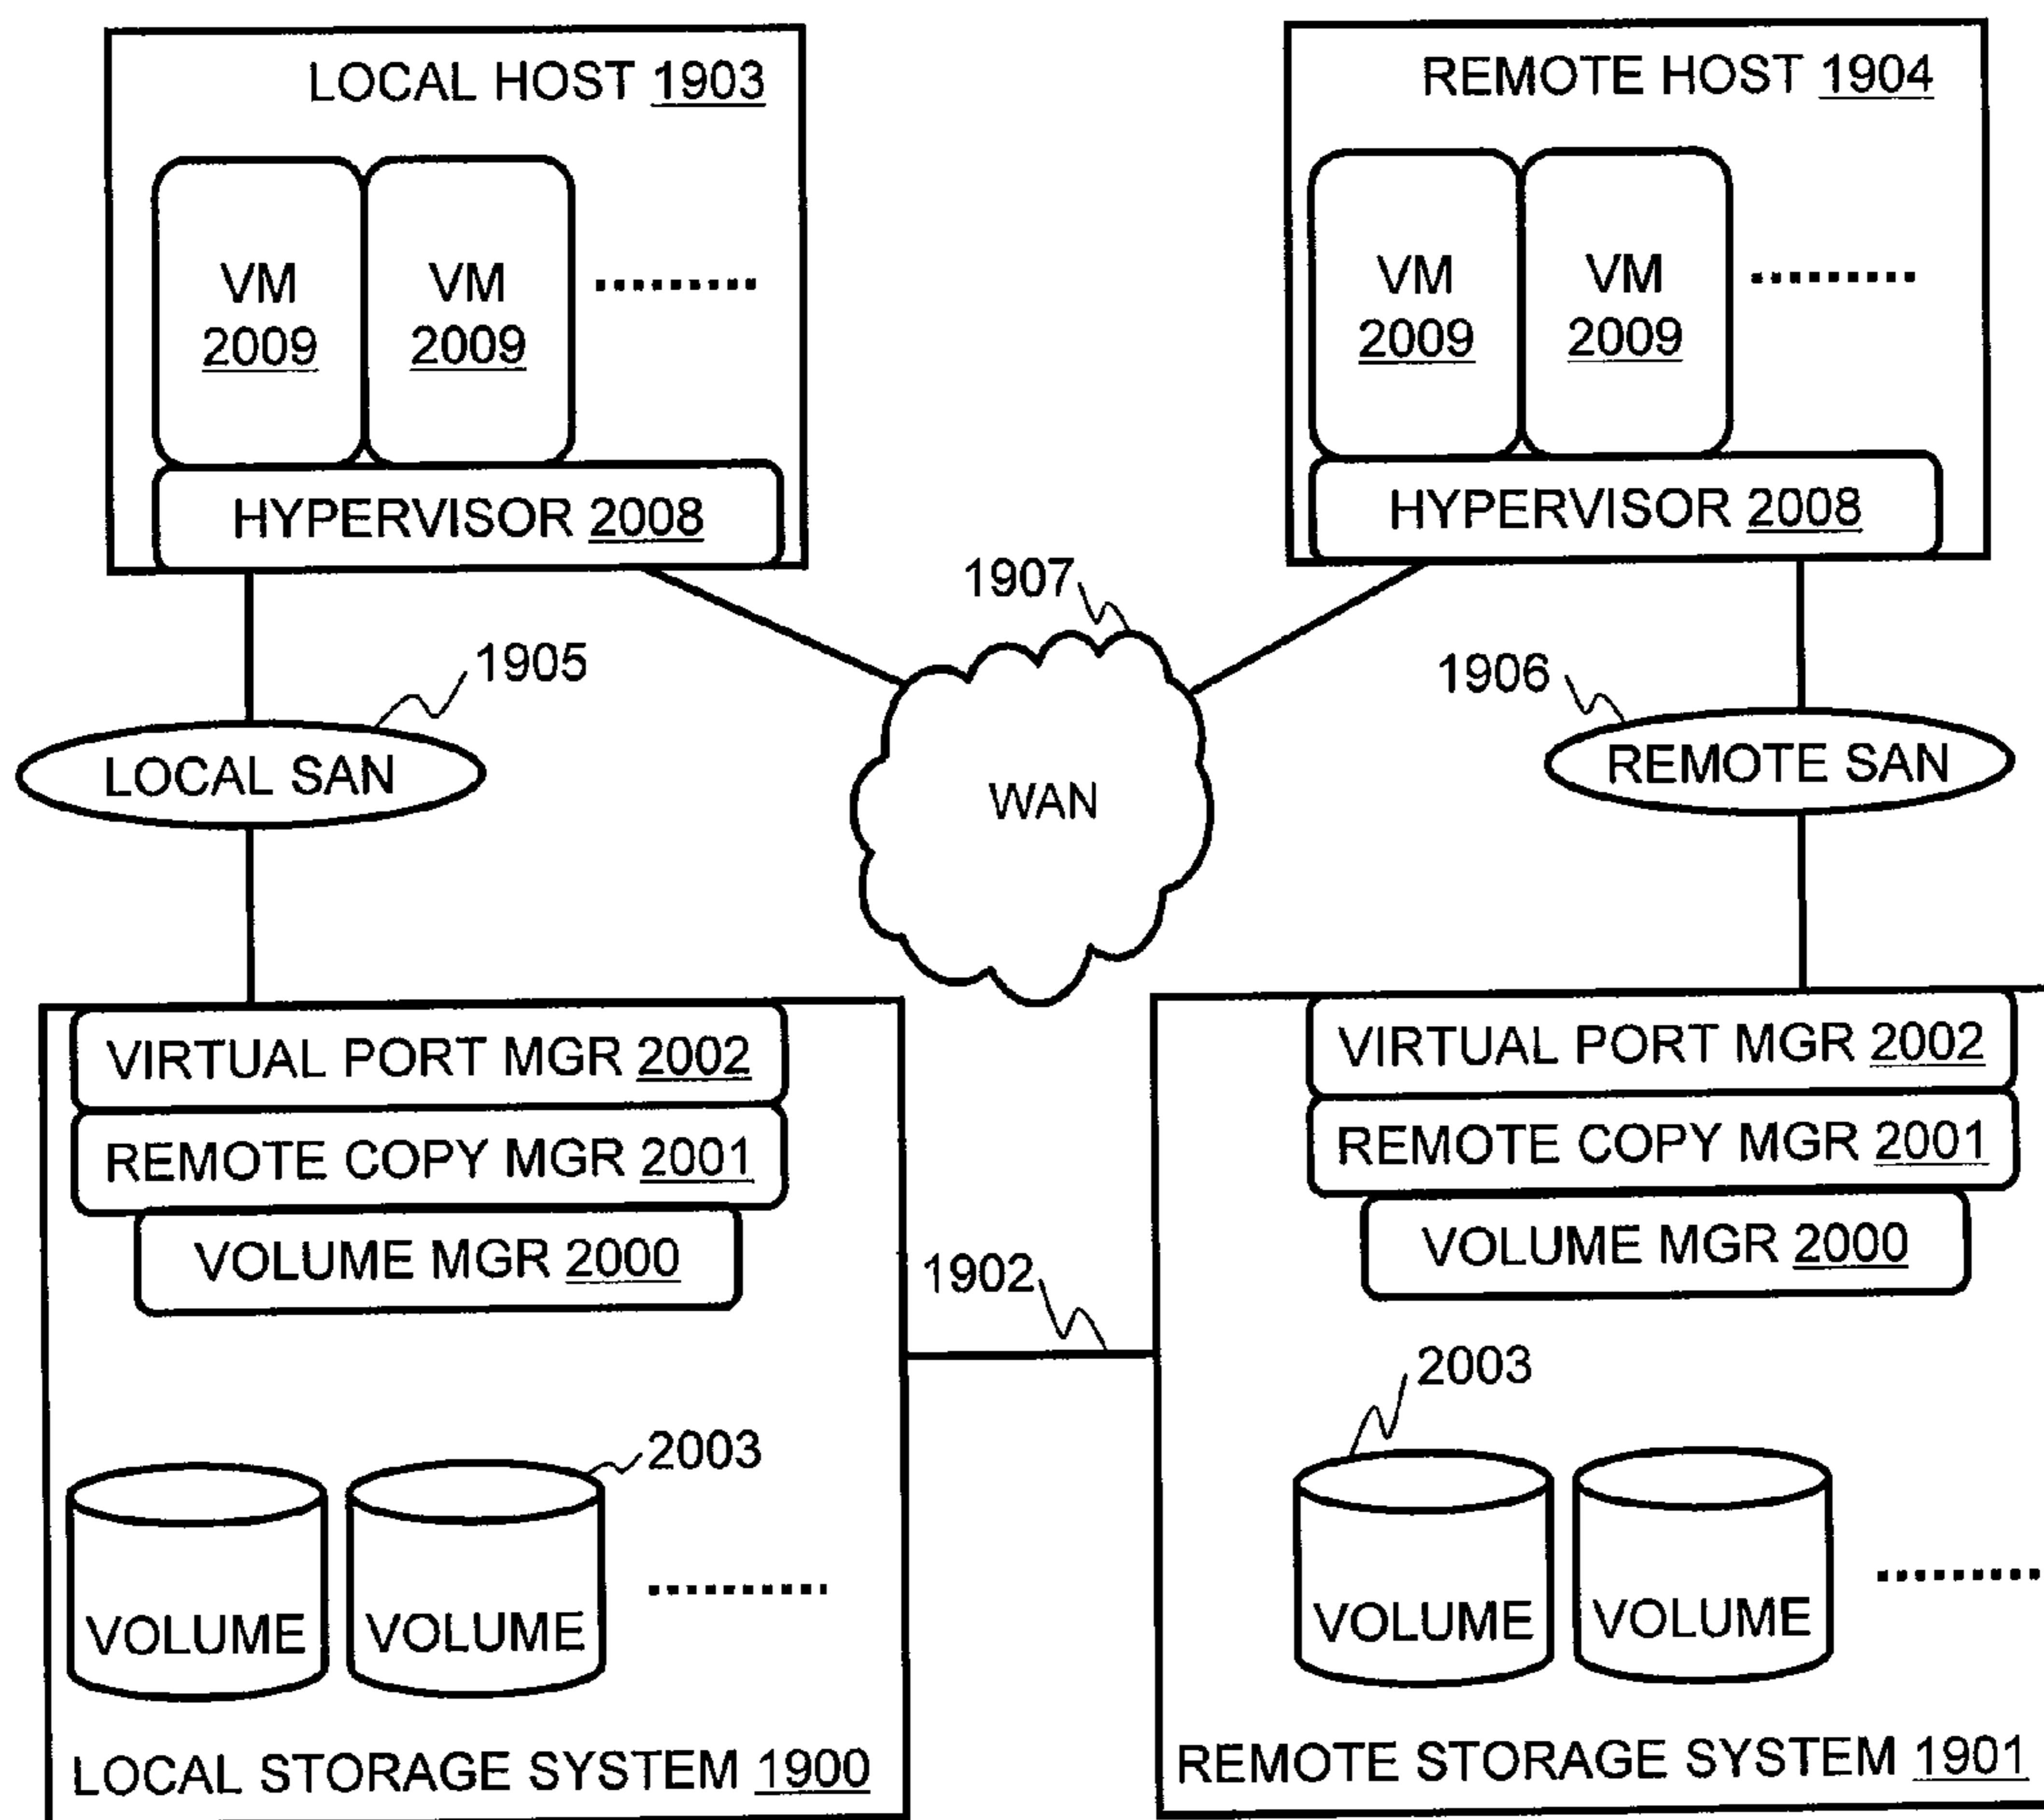 LOCAL HOST 1903
VM
2009
VM
2009
HYPERVISOR 2008
REMOTE HOST 1904
VM
2009
VM
2009
HYPERVISOR 2008
1907
1905
LOCAL SAN
WAN
1906
REMOTE SAN
VIRTUAL PORT MGR 2002
REMOTE COPY MGR 2001
VOLUME MGR 2000
2003
VOLUME
VOLUME
LOCAL STORAGE SYSTEM 1900
1902
VIRTUAL PORT MGR 2002
REMOTE COPY MGR 2001
VOLUME MGR 2000
2003
VOLUME
VOLUME
REMOTE STORAGE SYSTEM 1901